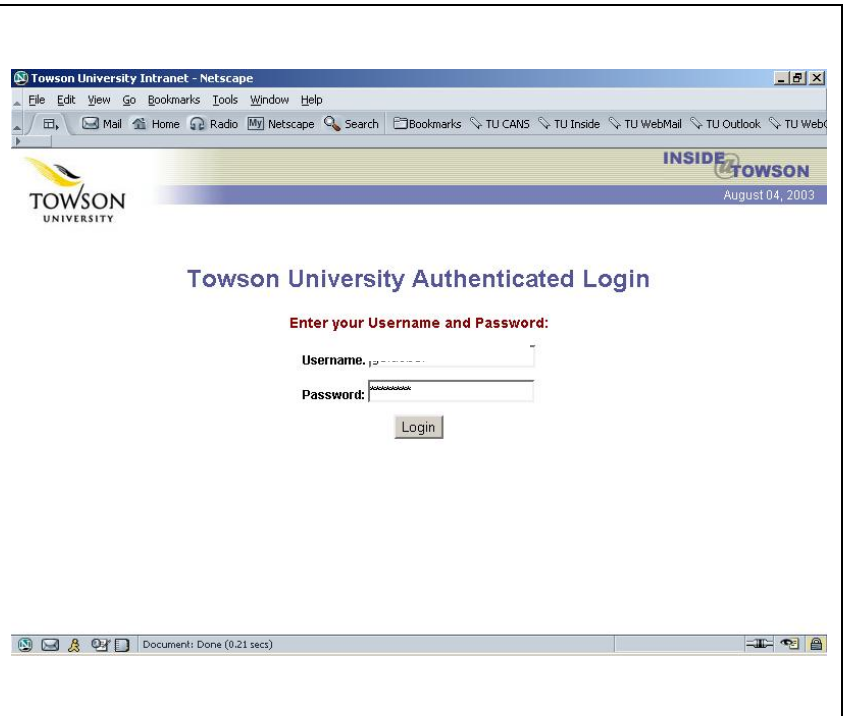 Towson University Intranet - Netscape
File Edit View Go Bookmarks Tools Window Help
Mail Home Radio My Netscape Search Bookmarks TU CANS TU Inside TU WebMail TU Outlook
INSIDE
@TOWSON
TOWSON
UNIVERSITY
August 04, 2003
Towson University Authenticated Login
Enter your Username and Password:
Username.
Password: ********
Login
Document: Done (0.21 secs)